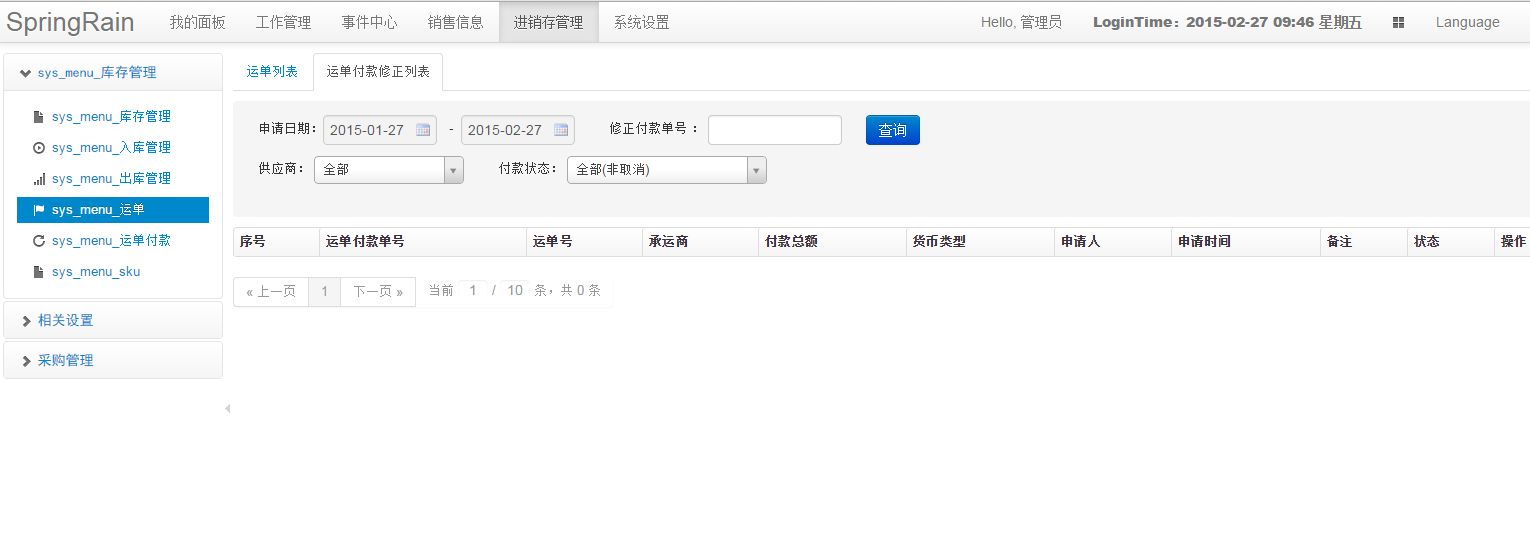 SpringRain 我的面板 工作管理 事件中心 销售信息 进销存管理 系统设置 Hello, 管理员 LoginTime：2015-02-27 09:46 星期五 Language
sys_menu_库存管理
sys_menu_库存管理
sys_menu_入库管理
sys_menu_出库管理
sys_menu_运单
sys_menu_运单付款
sys_menu_sku
相关设置
采购管理
运单列表 运单付款修正列表
申请日期： 2015-01-27 - 2015-02-27 修正付款单号： 查询
供应商： 全部 付款状态： 全部(非取消)
序号 运单付款单号 运单号 承运商 付款总额 货币类型 申请人 申请时间 备注 状态 操作
« 上一页 1 下一页 » 当前 1 / 10 条，共 0 条